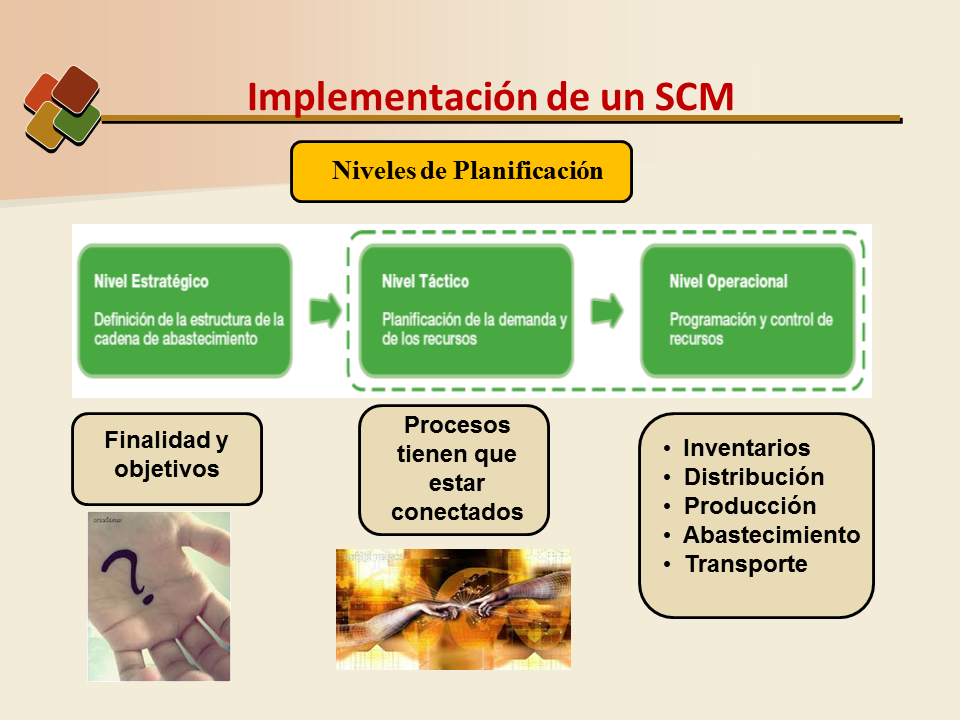 Implementación de un SCM
Niveles de Planificación
Nivel Estratégico
Definición de la estructura de la
cadena de abastecimiento
Nivel Táctico
Planificación de la demanda y
de los recursos
Nivel Operacional
Programación y control de
recursos
Finalidad y
objetivos
Procesos
tienen que
estar
conectados
• Inventarios
• Distribución
• Producción
• Abastecimiento
• Transporte
?